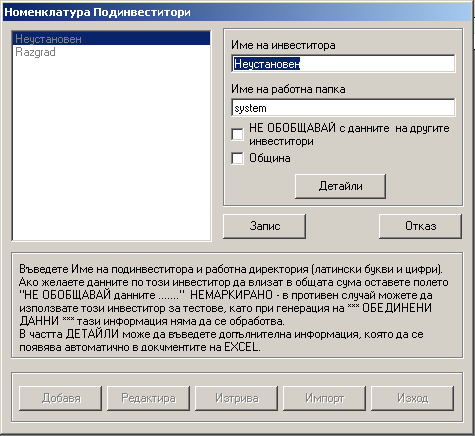 Номенклатура Подинвеститори
Неустановен
Razgrad
Име на инвеститора
Неустановен
Име на работна папка
system
НЕ ОБОБЩАВАЙ с данните на другите
инвеститори
Община
Детайли
Запис
Отказ
Въведете Име на подинвеститора и работна директория (латински букви и цифри).
Ако желаете данните по този инвеститор да влизат в общата сума оставете полето
"НЕ ОБОБЩАВАЙ данните ......." НЕМАРКИРАНО - в противен случай можете да
използвате този инвеститор за тестове, като при генерация на *** ОБЕДИНЕНИ
ДАННИ *** тази информация няма да се обработва.
В частта ДЕТАЙЛИ може да въведете допълнителна информация, която да се
появява автоматично в документите на EXCEL.
Добавя
Редактира
Изтрива
Импорт
Изход